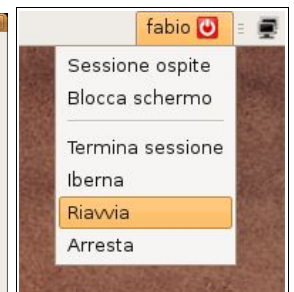 fabio
Sessione ospite
Blocca schermo
Termina sessione
Iberna
Riavvia
Arresta